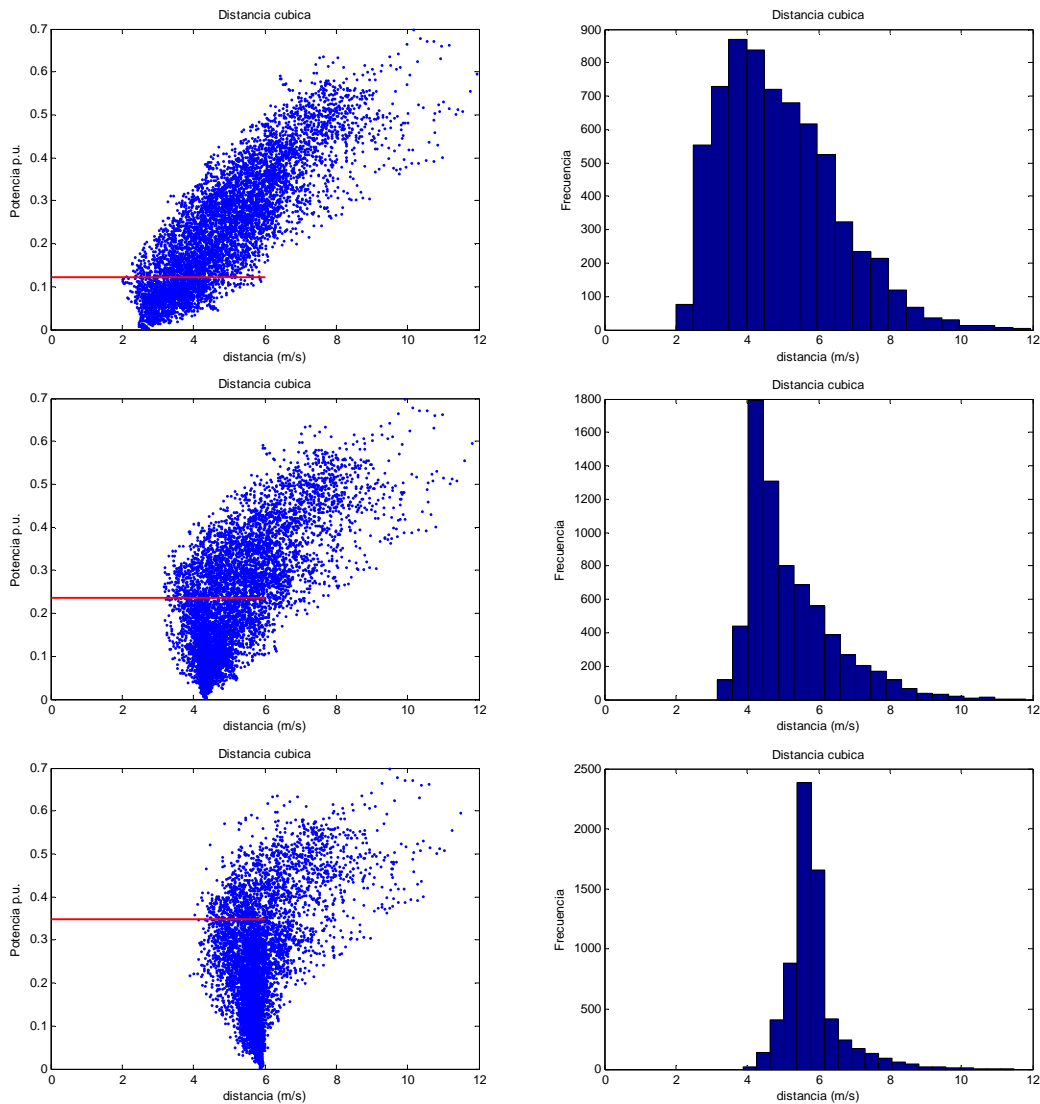 Distancia cubica
0.7
0.6
0.5
0.4
0.3
0.2
0.1
0
Potencia p.u.
0 2 4 6 8 10 12
distancia (m/s)
Distancia cubica
900
800
700
600
500
400
300
200
100
0
Frecuencia
0 2 4 6 8 10 12
distancia (m/s)
Distancia cubica
0.7
0.6
0.5
0.4
0.3
0.2
0.1
0
Potencia p.u.
0 2 4 6 8 10 12
distancia (m/s)
Distancia cubica
1800
1600
1400
1200
1000
800
600
400
200
0
Frecuencia
0 2 4 6 8 10 12
distancia (m/s)
Distancia cubica
0.7
0.6
0.5
0.4
0.3
0.2
0.1
0
Potencia p.u.
0 2 4 6 8 10 12
distancia (m/s)
Distancia cubica
2500
2000
1500
1000
500
0
Frecuencia
0 2 4 6 8 10 12
distancia (m/s)